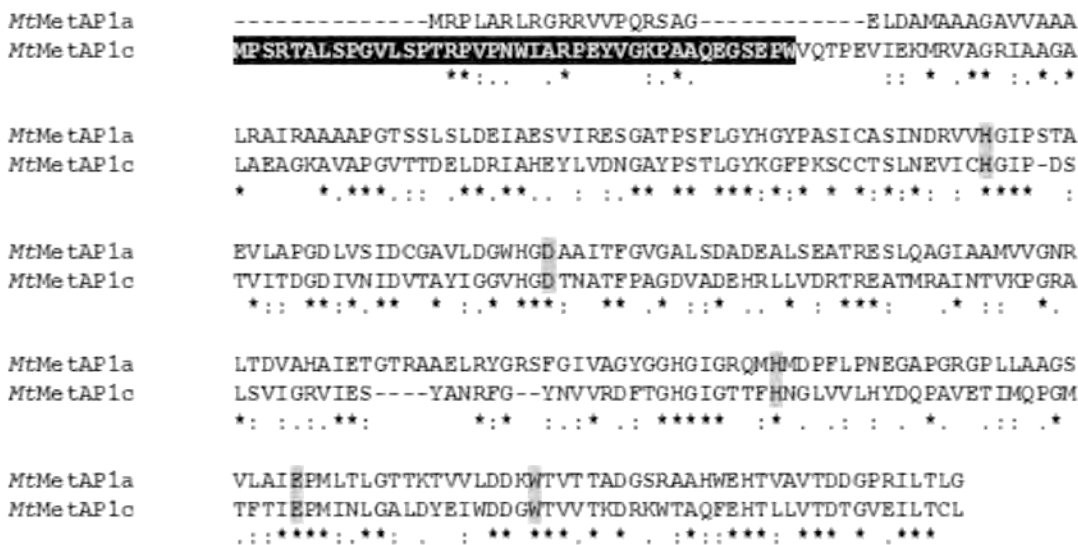 MtMetAP1a --------------MRPLARLRGRRVVPQRSAG------------ELDAMAAAGAVVAAA
MtMetAP1c MPSRTALSPGVLSPTRPVPNWIARPEYVGKPAAQEGSEPWVQTPEVIEKMRVAGRIAAGA
**:.. * :.*. :: * .** :.*.*
MtMetAP1a LRAIRAAAAPGTSSLSLDEIAESVIRESGATPSFLGYHGYPASICASINDRVVHGIPSTA
MtMetAP1c LAEAGKAVAPGVTTDELDRIAHEYLVDNGAYPSTLGYKGFPKSCCTSLNEVICHGIP-DS
* *.***.:: .**.**.. : :.** ** ***:*:* * *:*:*: : **** :
MtMetAP1a EVLAPGDLVSIDCGAVLDGWHGDAAITFGVGALSDADEALSEATRESLQAGIAAMVVGNR
MtMetAP1c TVITDGDIVNIDVTAYIGGVHGDTNATFPAGDVADEHRLLVDRTREATMRAINTVKPGRA
*:: **:*.** * :.* ***: ** .* ::* .. * : ***: .* :: *.
MtMetAP1a LTDVAHAIETGTRAAELRYGRSFGIVAGYGGHGIGRQMHMDPFLPNEGAPGRGPLLAAGS
MtMetAP1c LSVIGRVIES----YANRFG--YNVVRDFTGHGIGTTFHNGLVVLHYDQPAVETIMQPGM
*: :.:.**: *:* :.:* .: ***** :* . .: : . *. .:: .*
MtMetAP1a VLAIEPMLTLGTTKTVVLDDKWTVTTADGSRAAHWEHTVAVTDDGPRILTLG
MtMetAP1c TFTIEPMINLGALDYEIWDDGWTVVTKDRKWTAQFEHTLLVTDTGVEILTCL
.::****:.**: . : ** ***.* * . :*::***: *** * .***